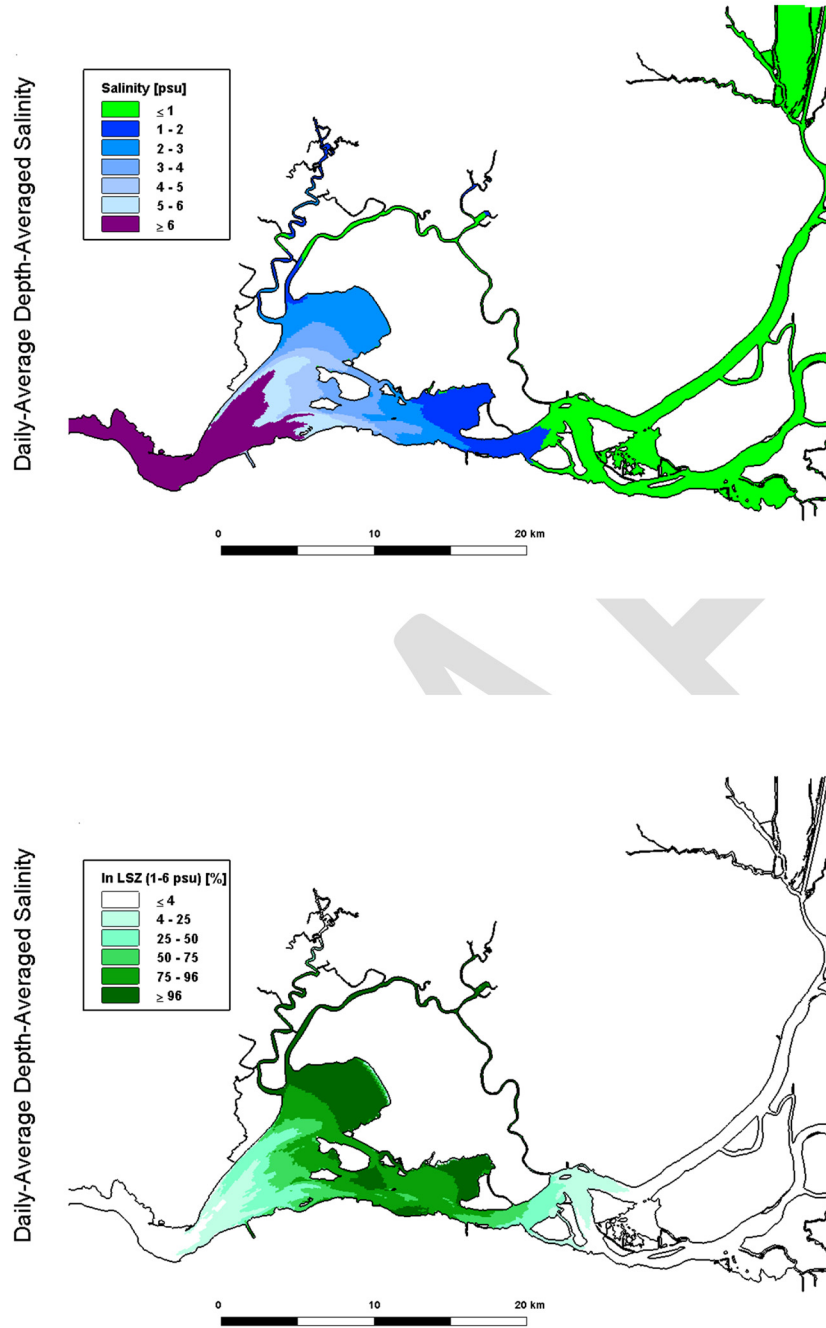 Daily-Average Depth-Averaged Salinity
Salinity [psu]
≤ 1
1 - 2
2 - 3
3 - 4
4 - 5
5 - 6
≥ 6
0 10 20 km
Daily-Average Depth-Averaged Salinity
In LSZ (1-6 psu) [%]
≤ 4
4 - 25
25 - 50
50 - 75
75 - 96
≥ 96
0 10 20 km